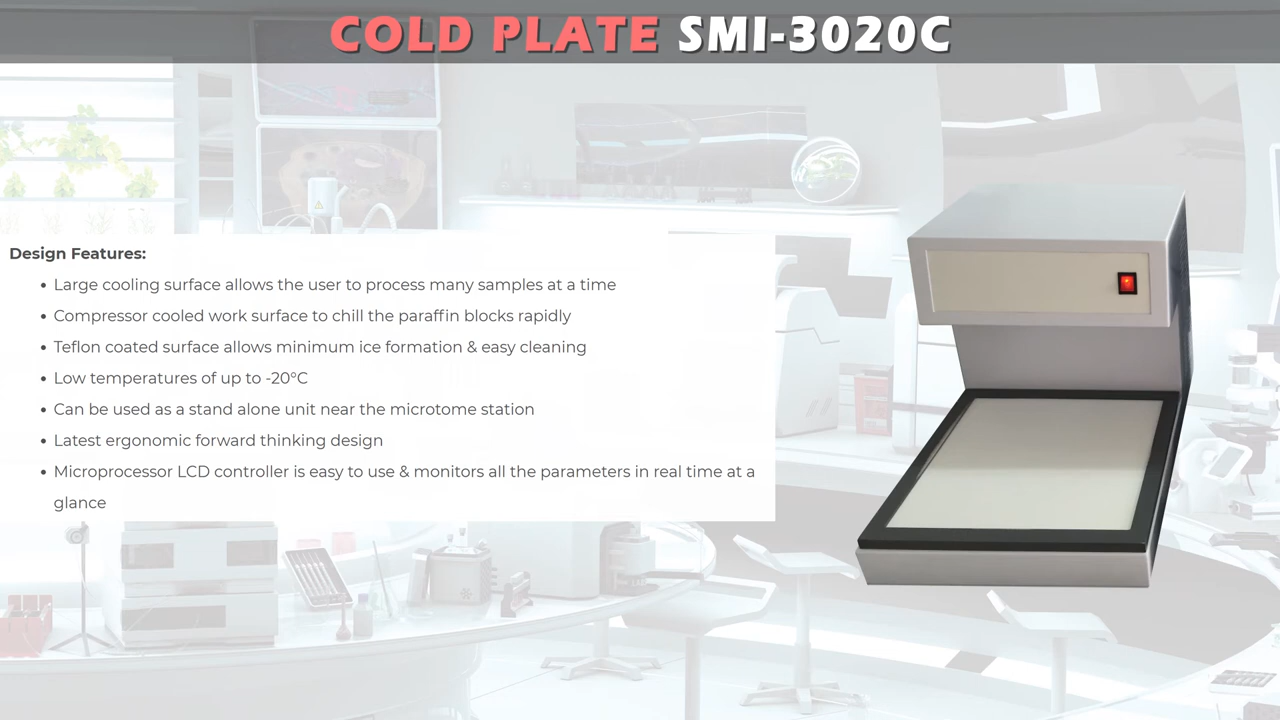 COLD PLATE SMI-3020C
Design Features:
• Large cooling surface allows the user to process many samples at a time
• Compressor cooled work surface to chill the paraffin blocks rapidly
• Teflon coated surface allows minimum ice formation & easy cleaning
• Low temperatures of up to -20°C
• Can be used as a stand alone unit near the microtome station
• Latest ergonomic forward thinking design
• Microprocessor LCD controller is easy to use & monitors all the parameters in real time at a
glance